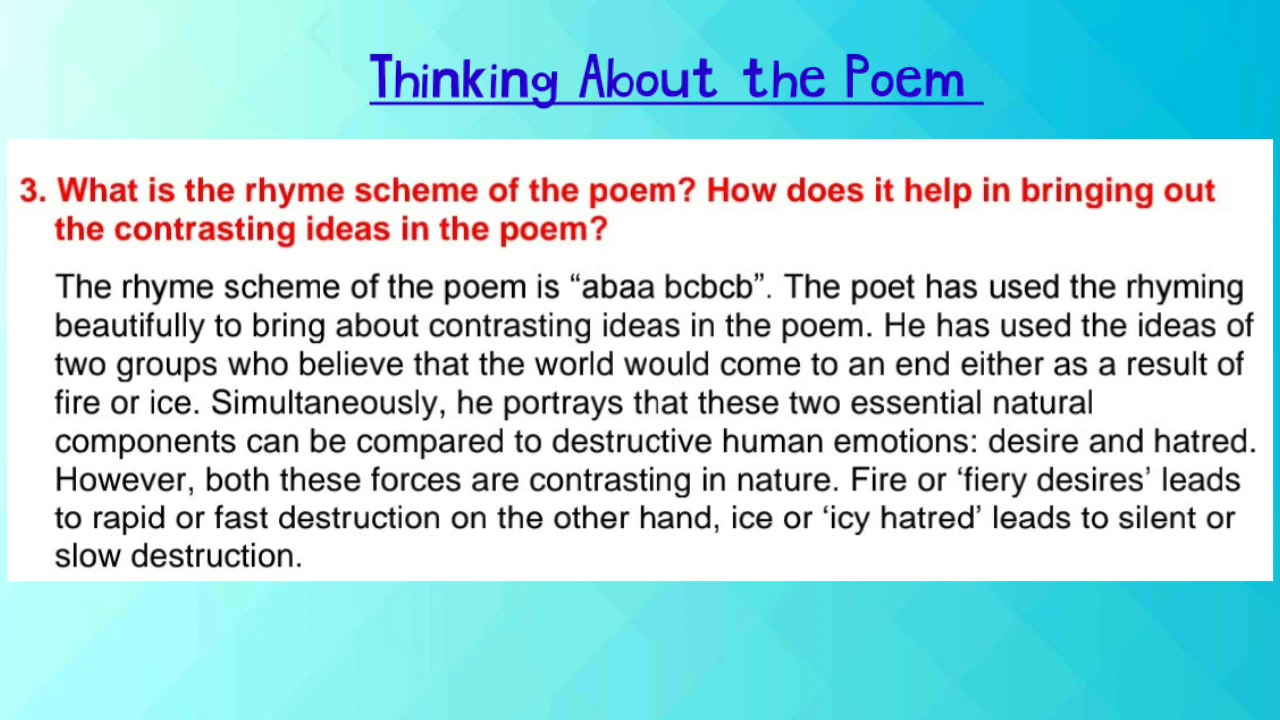 Thinking About the Poem
3. What is the rhyme scheme of the poem? How does it help in bringing out
the contrasting ideas in the poem?
The rhyme scheme of the poem is “abaa bcbcb”. The poet has used the rhyming
beautifully to bring about contrasting ideas in the poem. He has used the ideas of
two groups who believe that the world would come to an end either as a result of
fire or ice. Simultaneously, he portrays that these two essential natural
components can be compared to destructive human emotions: desire and hatred.
However, both these forces are contrasting in nature. Fire or ‘fiery desires’ leads
to rapid or fast destruction on the other hand, ice or ‘icy hatred’ leads to silent or
slow destruction.